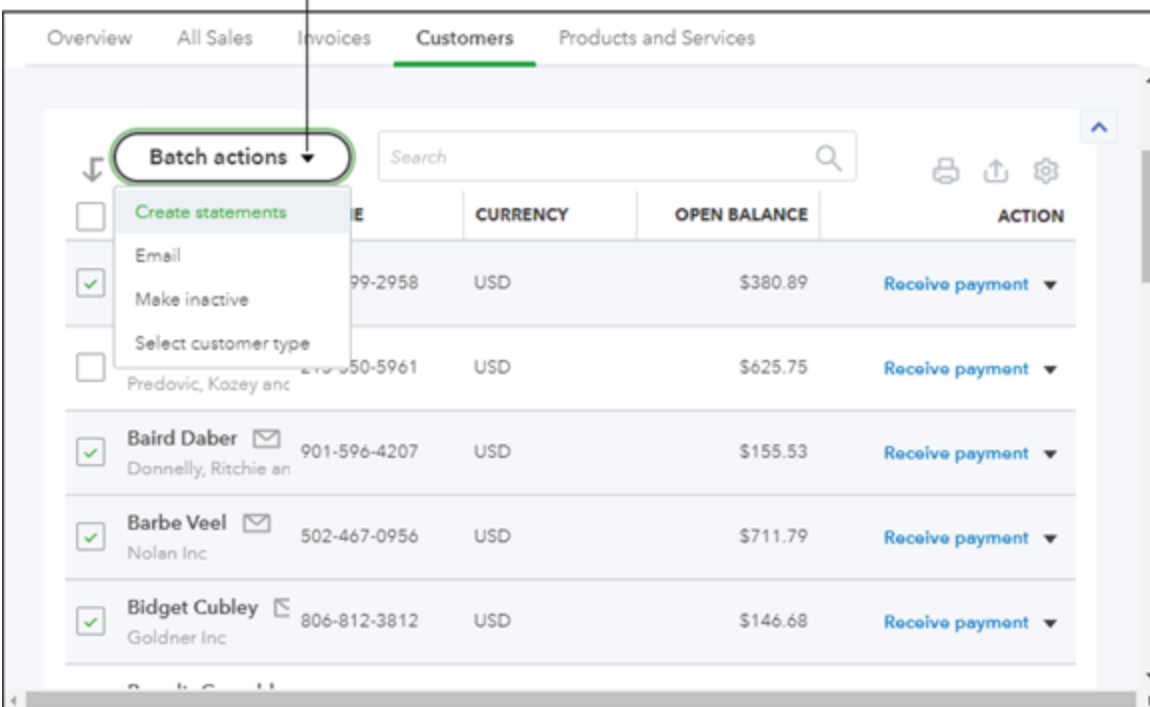 Overview All Sales Invoices Customers Products and Services
Batch actions Search
Create statements CURRENCY OPEN BALANCE ACTION
Email
99-2958 USD $380.89 Receive payment
Make inactive
Select customer type
50-5961 USD $625.75 Receive payment
Predovic, Kozey and
Baird Daber 901-596-4207 USD $155.53 Receive payment
Donnelly, Ritchie an
Barbe Veel 502-467-0956 USD $711.79 Receive payment
Nolan Inc
Bidget Cubley 806-812-3812 USD $146.68 Receive payment
Goldner Inc